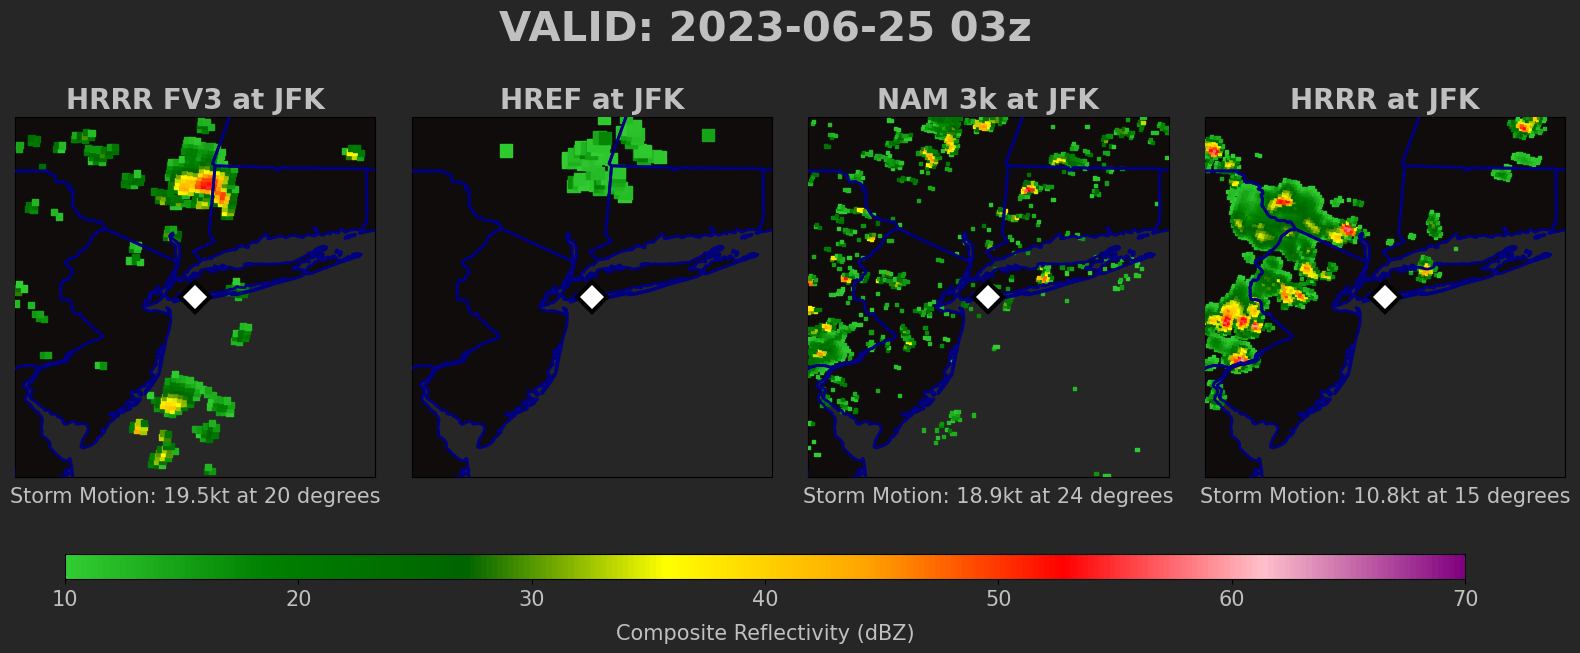 VALID: 2023-06-25 03z
HRRR FV3 at JFK
HREF at JFK
NAM 3k at JFK
HRRR at JFK
Storm Motion: 19.5kt at 20 degrees
Storm Motion: 18.9kt at 24 degrees
Storm Motion: 10.8kt at 15 degrees
10 20 30 40 50 60 70
Composite Reflectivity (dBZ)